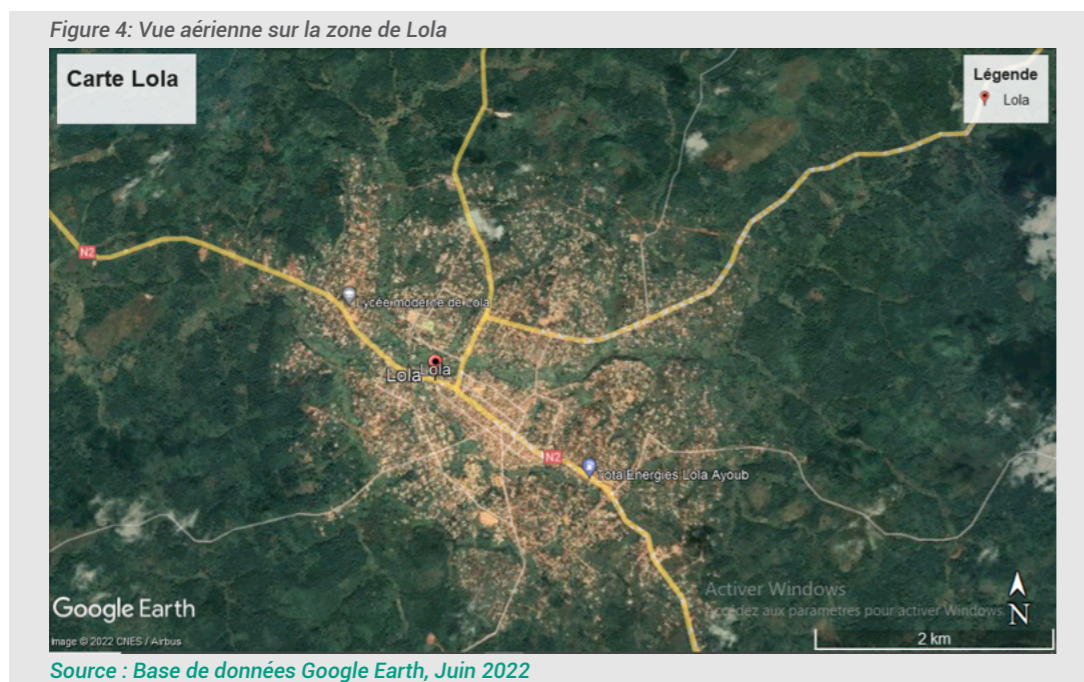 Figure 4: Vue aérienne sur la zone de Lola
Carte Lola
Légende
Lola
N2
Lycée moderne de Lola
Lola
Lola
N2
TotalEnergies Lola Ayoub
Activer Windows
Accédez aux paramètres pour activer Windows.
N
Google Earth
Image © 2022 CNES / Airbus
2 km
Source : Base de données Google Earth, Juin 2022